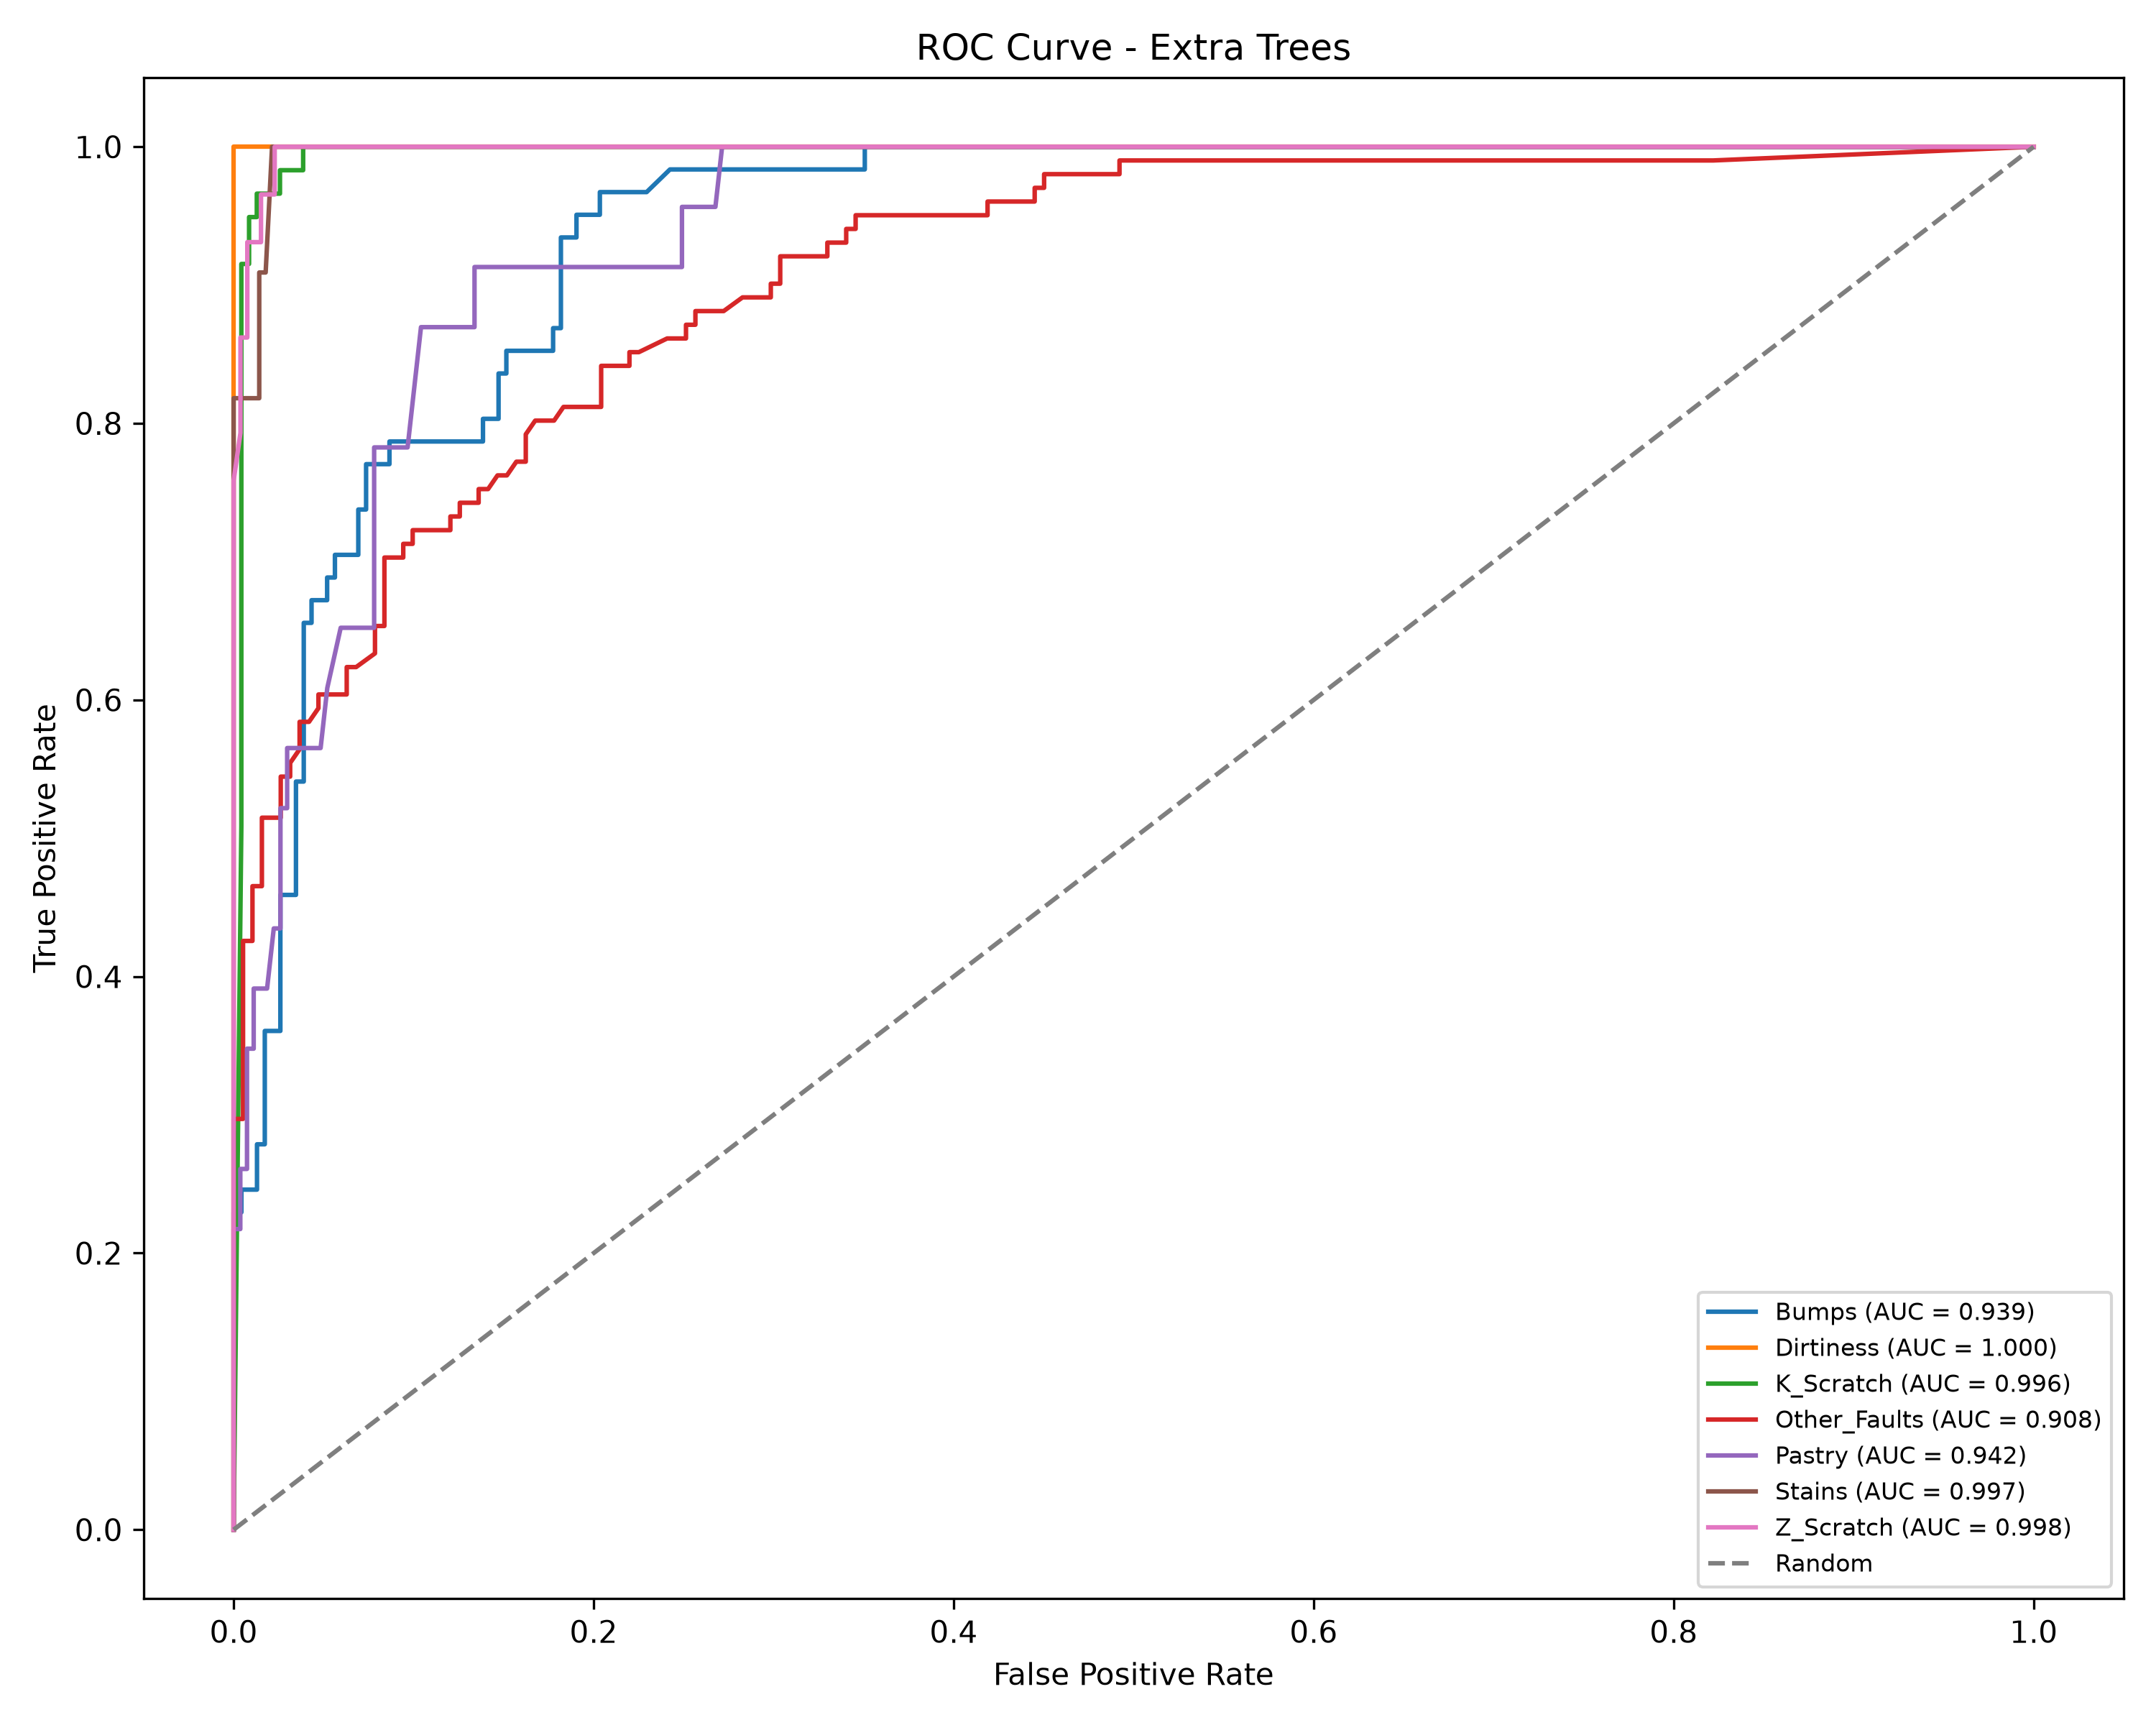 ROC Curve - Extra Trees
True Positive Rate
1.0
0.8
0.6
0.4
0.2
0.0
0.0 0.2 0.4 0.6 0.8 1.0
False Positive Rate
Bumps (AUC = 0.939)
Dirtiness (AUC = 1.000)
K_Scratch (AUC = 0.996)
Other_Faults (AUC = 0.908)
Pastry (AUC = 0.942)
Stains (AUC = 0.997)
Z_Scratch (AUC = 0.998)
Random